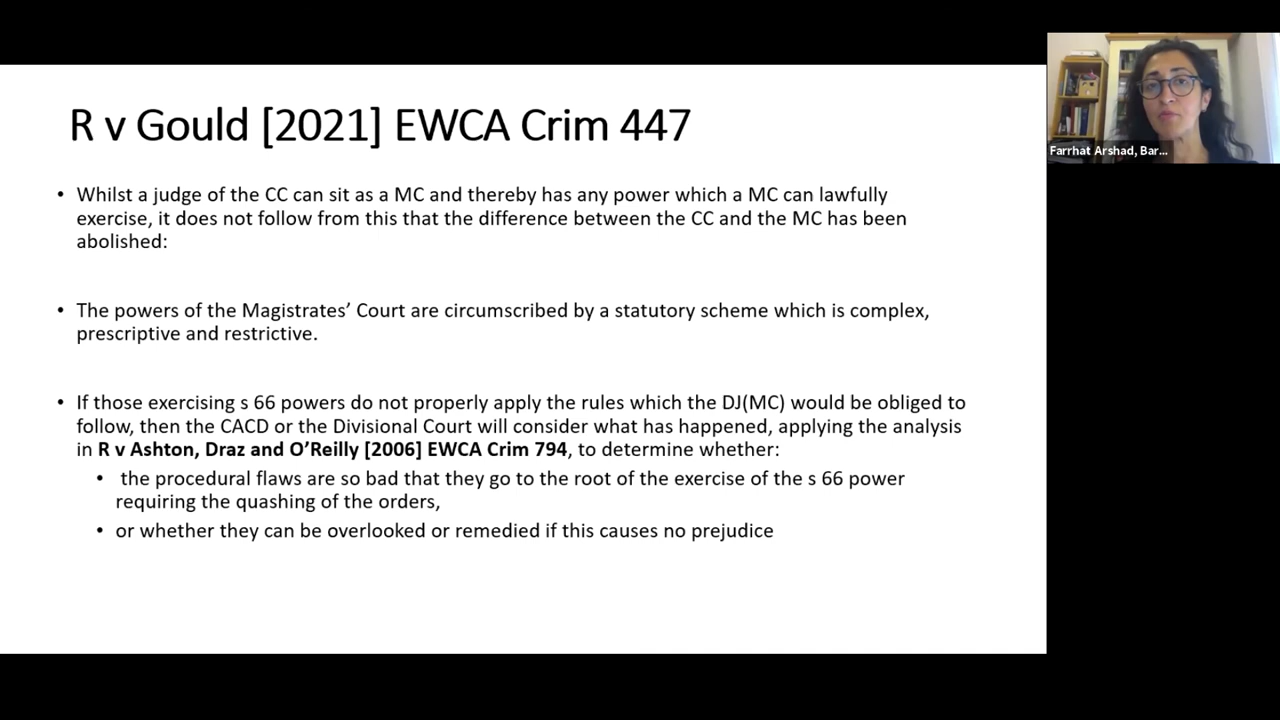 R v Gould [2021] EWCA Crim 447
• Whilst a judge of the CC can sit as a MC and thereby has any power which a MC can lawfully
exercise, it does not follow from this that the difference between the CC and the MC has been
abolished:
• The powers of the Magistrates’ Court are circumscribed by a statutory scheme which is complex,
prescriptive and restrictive.
• If those exercising s 66 powers do not properly apply the rules which the DJ(MC) would be obliged to
follow, then the CACD or the Divisional Court will consider what has happened, applying the analysis
in R v Ashton, Draz and O’Reilly [2006] EWCA Crim 794, to determine whether:
• the procedural flaws are so bad that they go to the root of the exercise of the s 66 power
requiring the quashing of the orders,
• or whether they can be overlooked or remedied if this causes no prejudice
Farrhat Arshad, Bar...